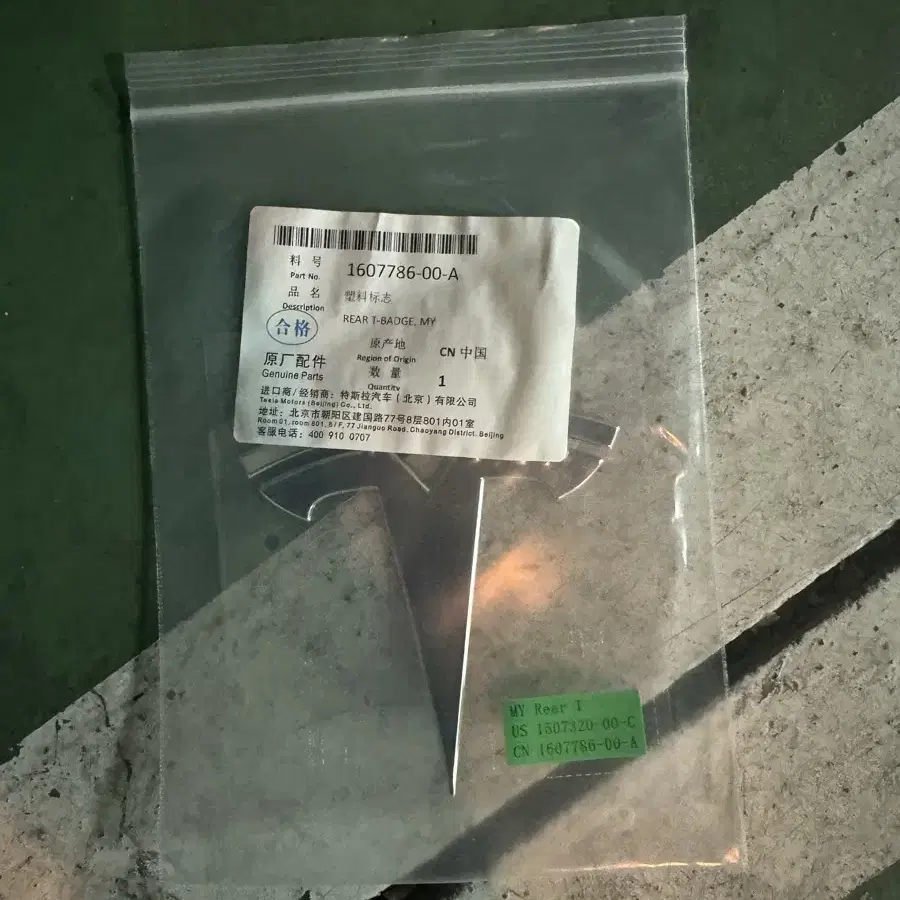 料号
Part No. 1607786-00-A
品名 塑料标志
Description REAR T-BADGE, MY
合格
原产地
Region of Origin CN 中国
原厂配件
Genuine Parts
数量
Quantity 1
进口商/经销商：特斯拉汽车（北京）有限公司
Tesla Motors (Beijing) Co., Ltd.
地址：北京市朝阳区建国路77号8层801内01室
Room 01, room 801, 8/F, 77 Jianguo Road, Chaoyang District, Beijing
客服电话：400 910 0707
MY Rear T
US 1507320-00-C
CN 1607786-00-A